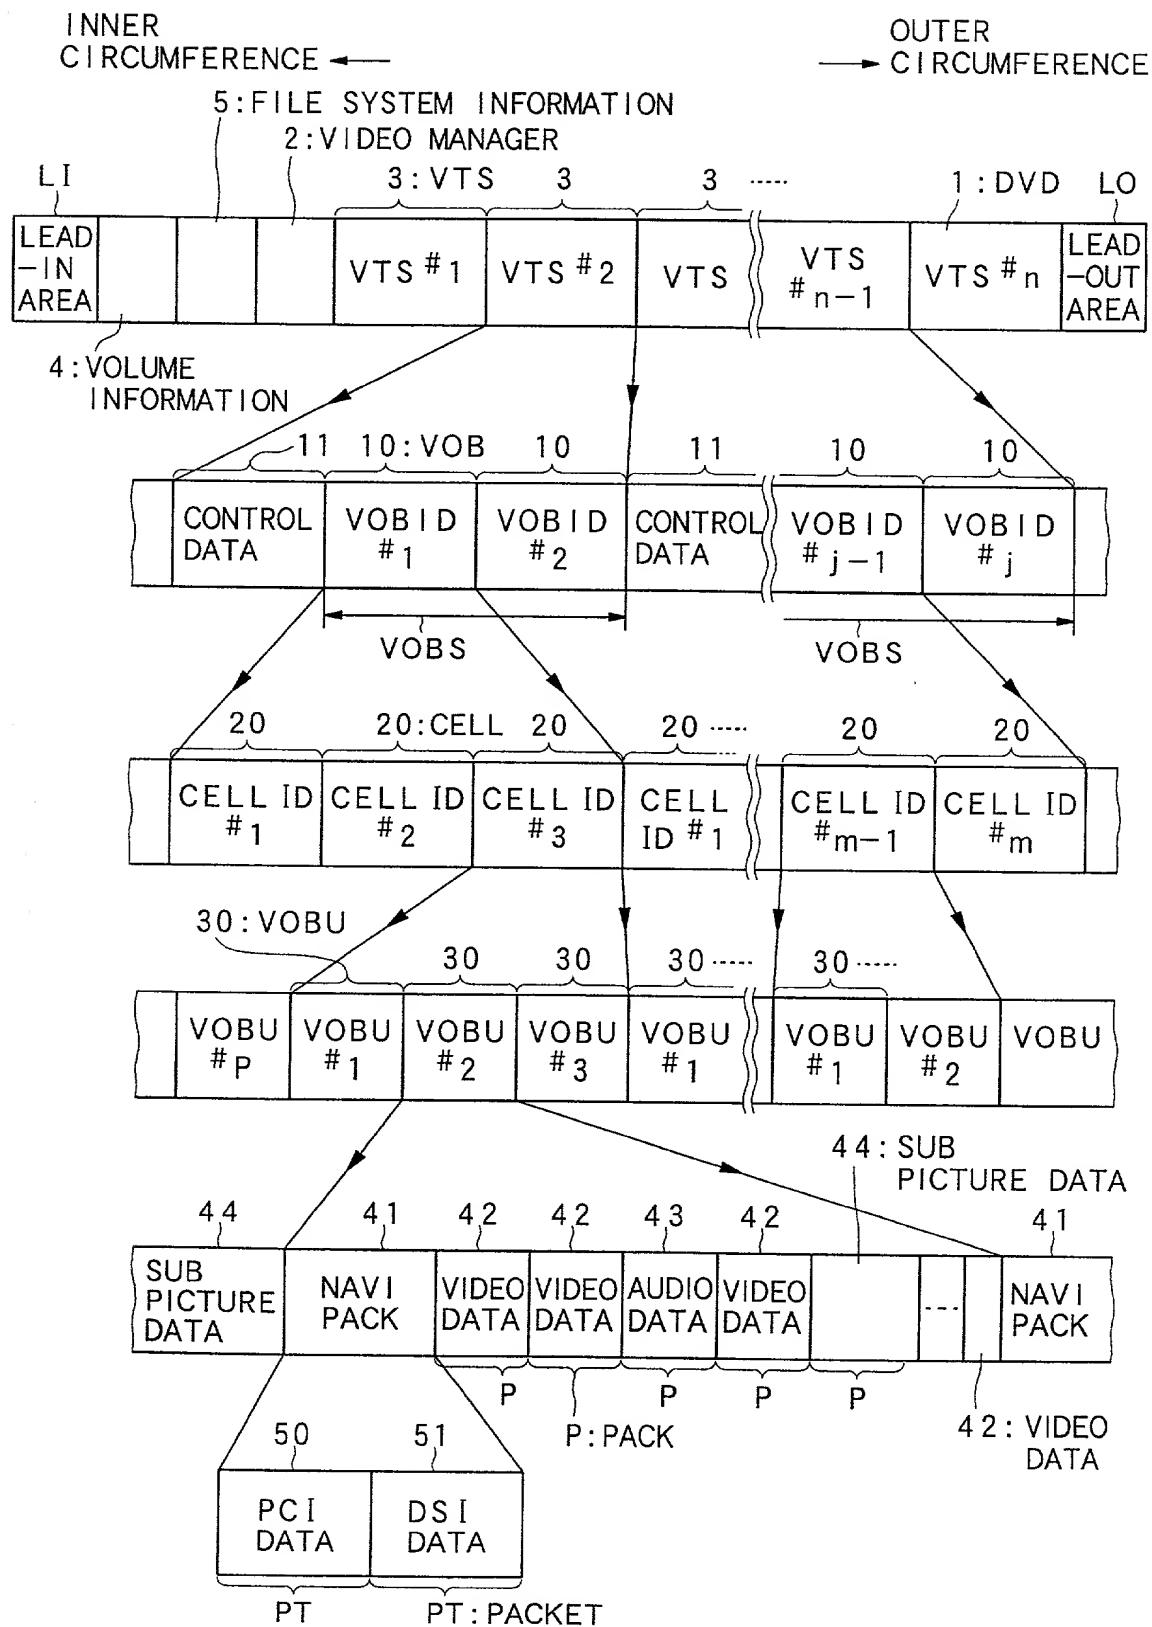 INNER
CIRCUMFERENCE
OUTER
CIRCUMFERENCE
5:FILE SYSTEM INFORMATION
2:VIDEO MANAGER
LI
3:VTS
3
3
1:DVD
LO
LEAD
-IN
AREA
VTS #1
VTS #2
VTS
VTS
#n-1
VTS #n
LEAD
-OUT
AREA
4:VOLUME
INFORMATION
11
10:VOB
10
11
10
10
CONTROL
DATA
VOBID
#1
VOBID
#2
CONTROL
DATA
VOBID
#j-1
VOBID
#j
VOBS
VOBS
20
20:CELL
20
20
20
20
CELL ID
#1
CELL ID
#2
CELL ID
#3
CELL
ID #1
CELL ID
#m-1
CELL ID
#m
30:VOBU
30
30
30
30
VOBU
#P
VOBU
#1
VOBU
#2
VOBU
#3
VOBU
#1
VOBU
#1
VOBU
#2
VOBU
44:SUB
PICTURE DATA
44
41
42
42
43
42
41
SUB
PICTURE
DATA
NAVI
PACK
VIDEO
DATA
VIDEO
DATA
AUDIO
DATA
VIDEO
DATA
NAVI
PACK
P
P:PACK
P
P
P
42:VIDEO
DATA
50
51
PCI
DATA
DSI
DATA
PT
PT:PACKET